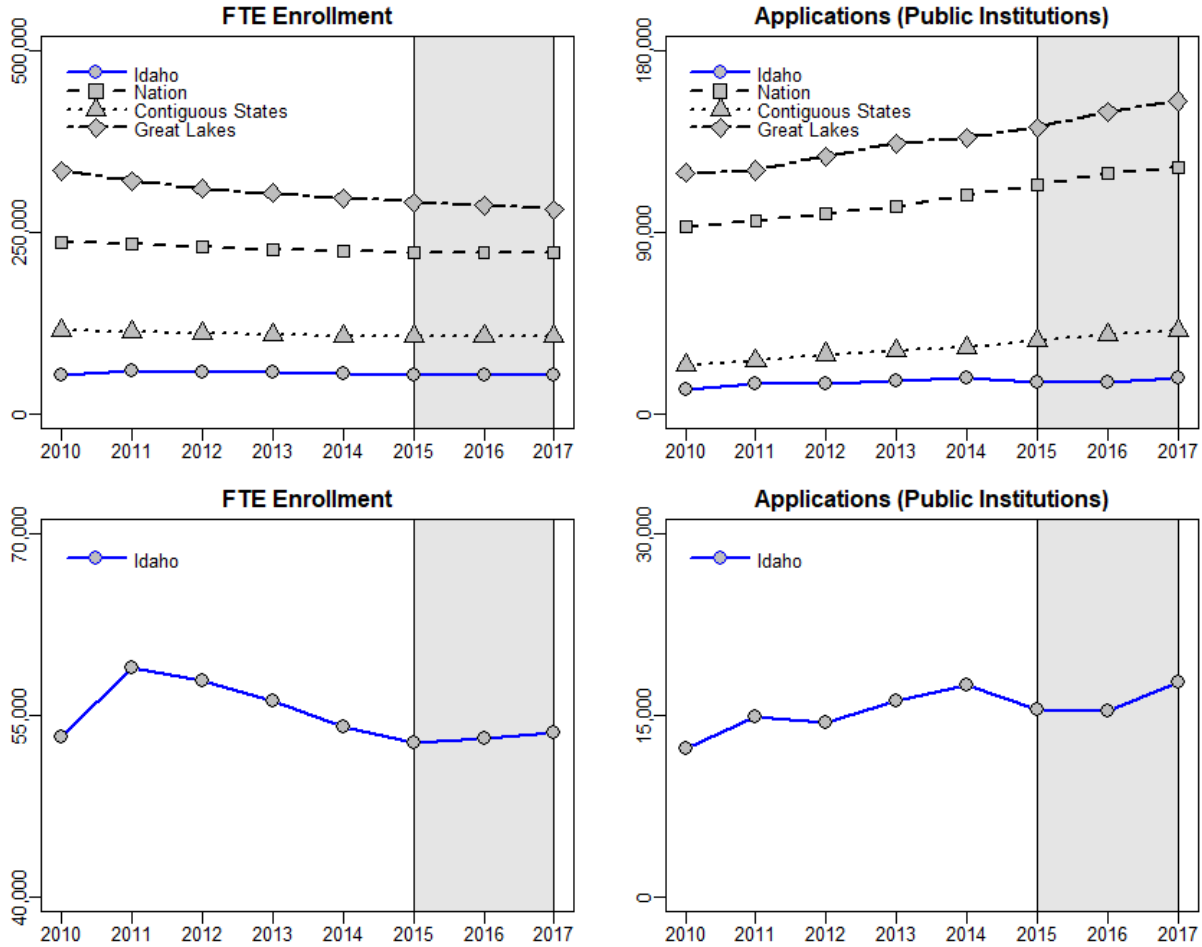 FTE Enrollment
500,000
250,000
0
Idaho
Nation
Contiguous States
Great Lakes
2010 2011 2012 2013 2014 2015 2016 2017
Applications (Public Institutions)
180,000
90,000
0
Idaho
Nation
Contiguous States
Great Lakes
2010 2011 2012 2013 2014 2015 2016 2017
FTE Enrollment
70,000
55,000
40,000
Idaho
2010 2011 2012 2013 2014 2015 2016 2017
Applications (Public Institutions)
30,000
15,000
0
Idaho
2010 2011 2012 2013 2014 2015 2016 2017